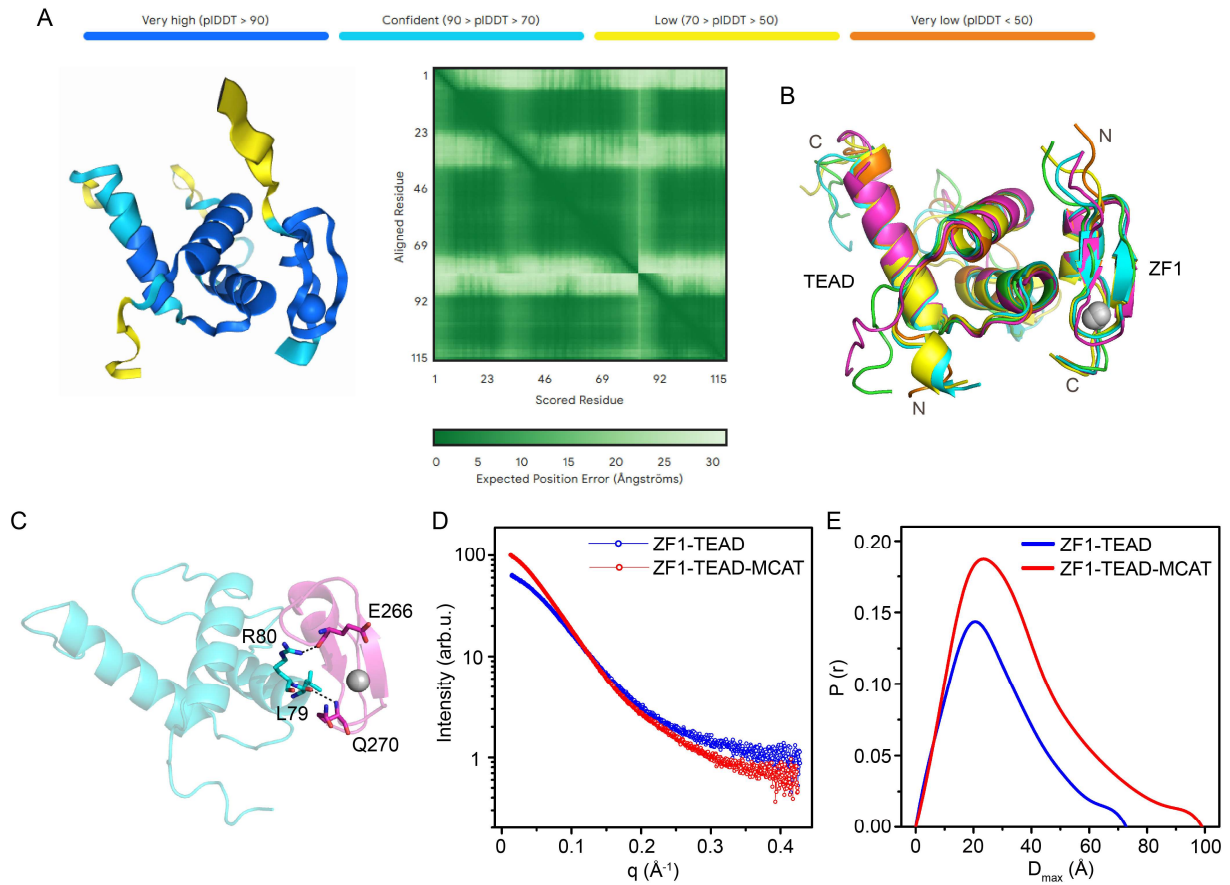 A
Very high (plDDT > 90)
Confident (90 > plDDT > 70)
Low (70 > plDDT > 50)
Very low (plDDT < 50)
1
23
46
69
92
115
Aligned Residue
1
23
46
69
92
115
Scored Residue
0
5
10
15
20
25
30
Expected Position Error (Ångströms)
B
C
N
TEAD
ZF1
C
N
C
E266
R80
L79
Q270
D
ZF1-TEAD
ZF1-TEAD-MCAT
100
10
1
Intensity (arb.u.)
0
0.1
0.2
0.3
0.4
q (Å⁻¹)
E
ZF1-TEAD
ZF1-TEAD-MCAT
0.20
0.15
0.10
0.05
0.00
P (r)
0
20
40
60
80
100
Dmax (Å)